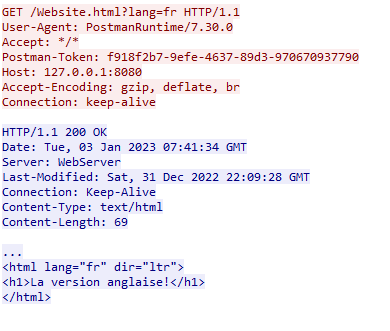 GET /Website.html?lang=fr HTTP/1.1
User-Agent: PostmanRuntime/7.30.0
Accept: */*
Postman-Token: f918f2b7-9efe-4637-89d3-970670937790
Host: 127.0.0.1:8080
Accept-Encoding: gzip, deflate, br
Connection: keep-alive

HTTP/1.1 200 OK
Date: Tue, 03 Jan 2023 07:41:34 GMT
Server: WebServer
Last-Modified: Sat, 31 Dec 2022 22:09:28 GMT
Connection: Keep-Alive
Content-Type: text/html
Content-Length: 69

...
<html lang="fr" dir="ltr">
<h1>La version anglaise!</h1>
</html>